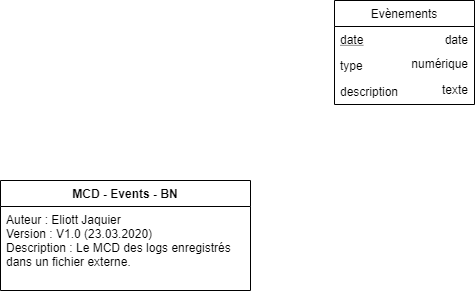 Evènements
date date
type numérique
description texte
MCD - Events - BN
Auteur : Eliott Jaquier
Version : V1.0 (23.03.2020)
Description : Le MCD des logs enregistrés
dans un fichier externe.